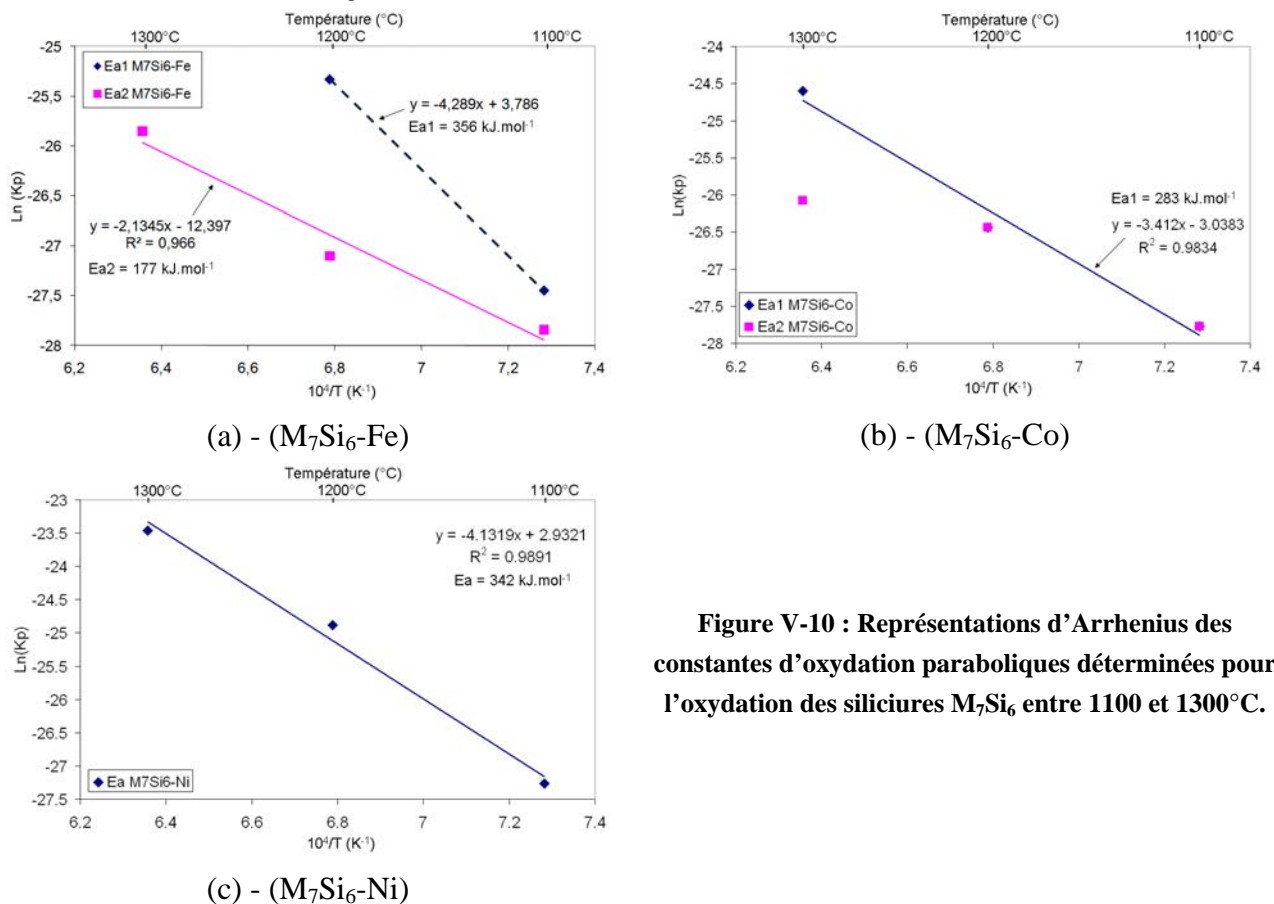 Température (°C)
1300°C 1200°C 1100°C
-25
-25,5
-26
-26,5
-27
-27,5
-28
Ln (Kp)
Ea1 M7Si6-Fe
Ea2 M7Si6-Fe
y = -4,289x + 3,786
Ea1 = 356 kJ.mol⁻¹
y = -2,1345x - 12,397
R² = 0,966
Ea2 = 177 kJ.mol⁻¹
6,2 6,4 6,6 6,8 7 7,2 7,4
10⁴/T (K⁻¹)
(a) - (M₇Si₆-Fe)
Température (°C)
1300°C 1200°C 1100°C
-24
-24.5
-25
-25.5
-26
-26.5
-27
-27.5
-28
Ln(kp)
Ea1 = 283 kJ.mol⁻¹
y = -3.412x - 3.0383
R² = 0.9834
Ea1 M7Si6-Co
Ea2 M7Si6-Co
6.2 6.4 6.6 6.8 7 7.2 7.4
10⁴/T (K⁻¹)
(b) - (M₇Si₆-Co)
Température (°C)
1300°C 1200°C 1100°C
-23
-23.5
-24
-24.5
-25
-25.5
-26
-26.5
-27
-27.5
Ln(Kp)
y = -4.1319x + 2.9321
R² = 0.9891
Ea = 342 kJ.mol⁻¹
Ea M7Si6-Ni
6.2 6.4 6.6 6.8 7 7.2 7.4
10⁴/T (K⁻¹)
(c) - (M₇Si₆-Ni)
Figure V-10 : Représentations d'Arrhenius des
constantes d'oxydation paraboliques déterminées pour
l'oxydation des siliciures M₇Si₆ entre 1100 et 1300°C.